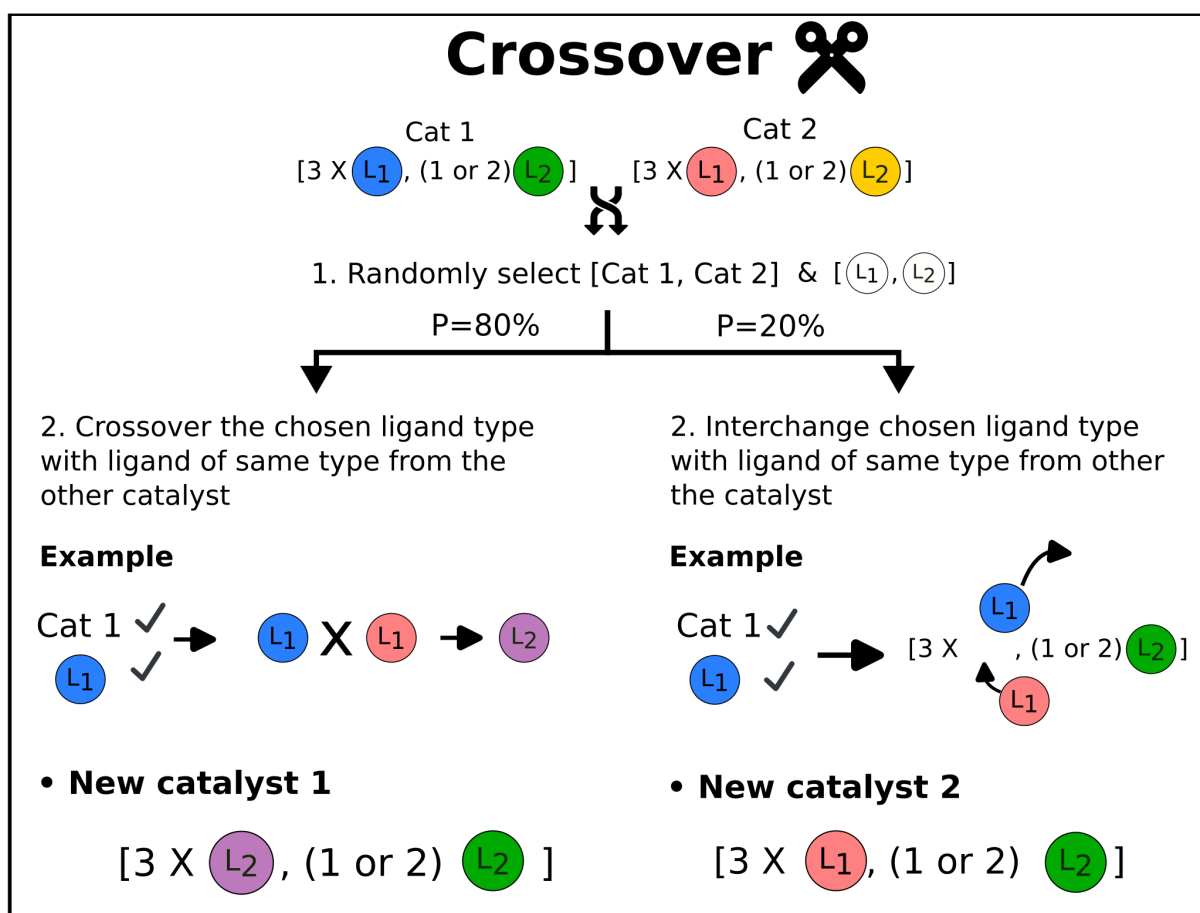 Crossover
Cat 1
Cat 2
[3 X L1, (1 or 2) L2 ]
[3 X L1, (1 or 2) L2 ]
1. Randomly select [Cat 1, Cat 2] & [L1, L2]
P=80%
P=20%
2. Crossover the chosen ligand type
with ligand of same type from the
other catalyst
Example
Cat 1
L1
L1 X L1 L2
• New catalyst 1
[3 X L2, (1 or 2) L2 ]
2. Interchange chosen ligand type
with ligand of same type from other
the catalyst
Example
Cat 1
L1
L1
[3 X , (1 or 2) L2 ]
L1
• New catalyst 2
[3 X L1, (1 or 2) L2 ]